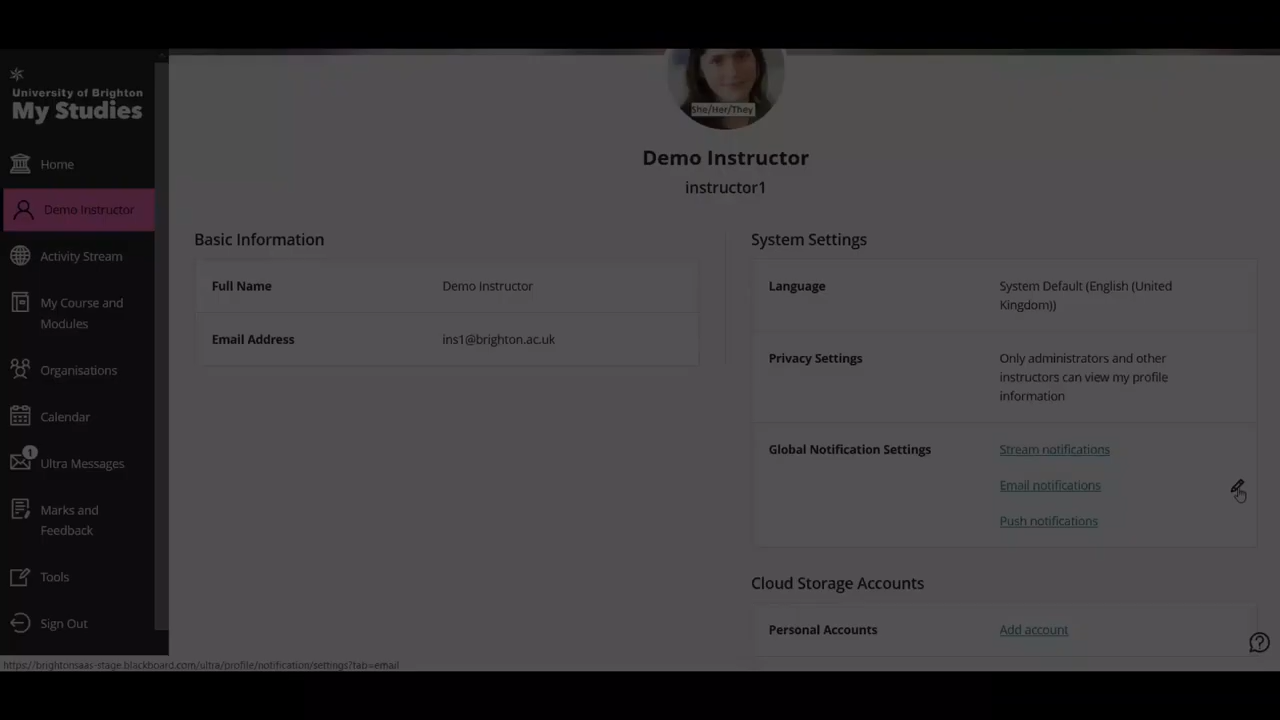 She/Her/They
University of Brighton
My Studies
Home
Demo Instructor
Activity Stream
My Course and
Modules
Organisations
Calendar
1
Ultra Messages
Marks and
Feedback
Tools
Sign Out
Demo Instructor
instructor1
Basic Information
Full Name
Demo Instructor
Email Address
ins1@brighton.ac.uk
System Settings
Language
System Default (English (United
Kingdom))
Privacy Settings
Only administrators and other
instructors can view my profile
information
Global Notification Settings
Stream notifications
Email notifications
Push notifications
Cloud Storage Accounts
Personal Accounts
Add account
https://brightonsaas-stage.blackboard.com/ultra/profile/notification/settings?tab=email